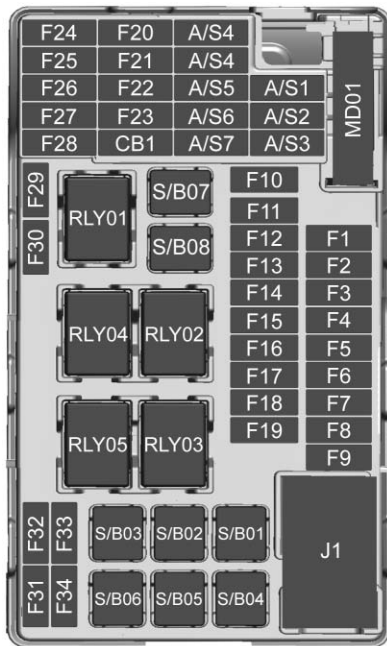 F24 F20 A/S4
F25 F21 A/S4
F26 F22 A/S5 A/S1
F27 F23 A/S6 A/S2
F28 CB1 A/S7 A/S3
MD01
F29
F30
RLY01
S/B07
S/B08
F10
F11
F12 F1
F13 F2
F14 F3
F15 F4
F16 F5
F17 F6
F18 F7
F19 F8
F9
RLY04 RLY02
RLY05 RLY03
F32 F33
S/B03 S/B02 S/B01
J1
F31 F34
S/B06 S/B05 S/B04